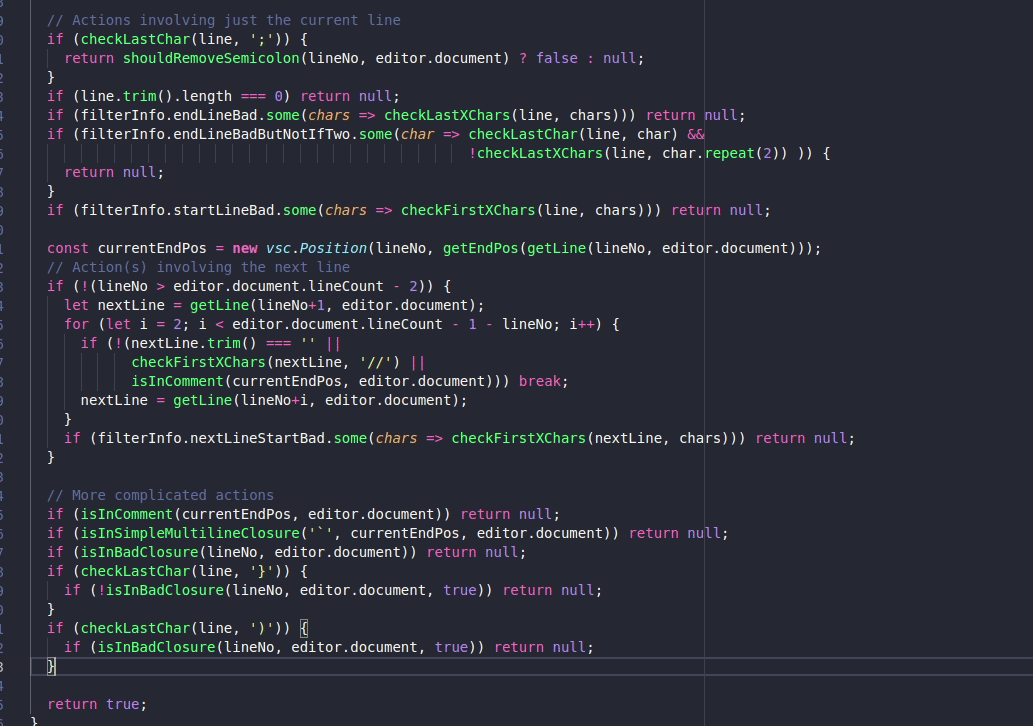 // Actions involving just the current line
if (checkLastChar(line, ';')) {
return shouldRemoveSemicolon(lineNo, editor.document) ? false : null;
}
if (line.trim().length === 0) return null;
if (filterInfo.endLineBad.some(chars => checkLastXChars(line, chars))) return null;
if (filterInfo.endLineBadButNotIfTwo.some(char => checkLastChar(line, char) &&
!checkLastXChars(line, char.repeat(2)) )) {
return null;
}
if (filterInfo.startLineBad.some(chars => checkFirstXChars(line, chars))) return null;
const currentEndPos = new vsc.Position(lineNo, getEndPos(getLine(lineNo, editor.document)));
// Action(s) involving the next line
if (!(lineNo > editor.document.lineCount - 2)) {
let nextLine = getLine(lineNo+1, editor.document);
for (let i = 2; i < editor.document.lineCount - 1 - lineNo; i++) {
if (!(nextLine.trim() === '' ||
checkFirstXChars(nextLine, '//') ||
isInComment(currentEndPos, editor.document))) break;
nextLine = getLine(lineNo+i, editor.document);
}
if (filterInfo.nextLineStartBad.some(chars => checkFirstXChars(nextLine, chars))) return null;
}
// More complicated actions
if (isInComment(currentEndPos, editor.document)) return null;
if (isInSimpleMultilineClosure('`', currentEndPos, editor.document)) return null;
if (isInBadClosure(lineNo, editor.document)) return null;
if (checkLastChar(line, '}')) {
if (!isInBadClosure(lineNo, editor.document, true)) return null;
}
if (checkLastChar(line, ')')) {
if (isInBadClosure(lineNo, editor.document, true)) return null;
}
return true;
}